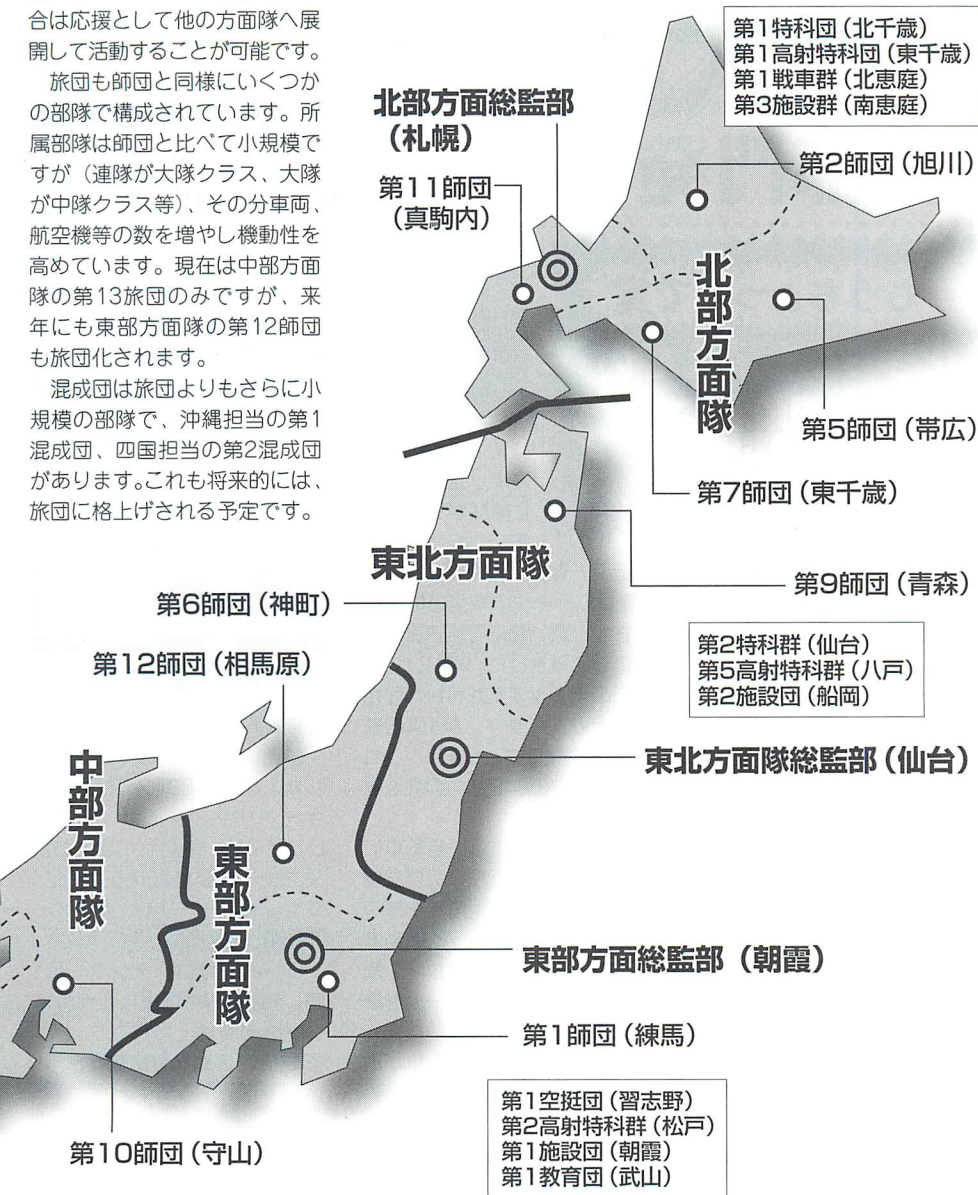 合は応援として他の方面隊へ展
開して活動することが可能です。
　旅団も師団と同様にいくつか
の部隊で構成されています。所
属部隊は師団と比べて小規模で
すが（連隊が大隊クラス、大隊
が中隊クラス等）、その分車両、
航空機等の数を増やし機動性を
高めています。現在は中部方面
隊の第13旅団のみですが、来
年にも東部方面隊の第12師団
も旅団化されます。
　混成団は旅団よりもさらに小
規模の部隊で、沖縄担当の第1
混成団、四国担当の第2混成団
があります。これも将来的には、
旅団に格上げされる予定です。
第1特科団（北千歳）
第1高射特科団（東千歳）
第1戦車群（北恵庭）
第3施設群（南恵庭）
北部方面総監部
（札幌）
第11師団
（真駒内）
第2師団（旭川）
北部方面隊
第5師団（帯広）
第7師団（東千歳）
東北方面隊
第9師団（青森）
第6師団（神町）
第12師団（相馬原）
第2特科群（仙台）
第5高射特科群（八戸）
第2施設団（船岡）
東北方面隊総監部（仙台）
中部方面隊
東部方面隊
東部方面総監部（朝霞）
第1師団（練馬）
第10師団（守山）
第1空挺団（習志野）
第2高射特科群（松戸）
第1施設団（朝霞）
第1教育団（武山）